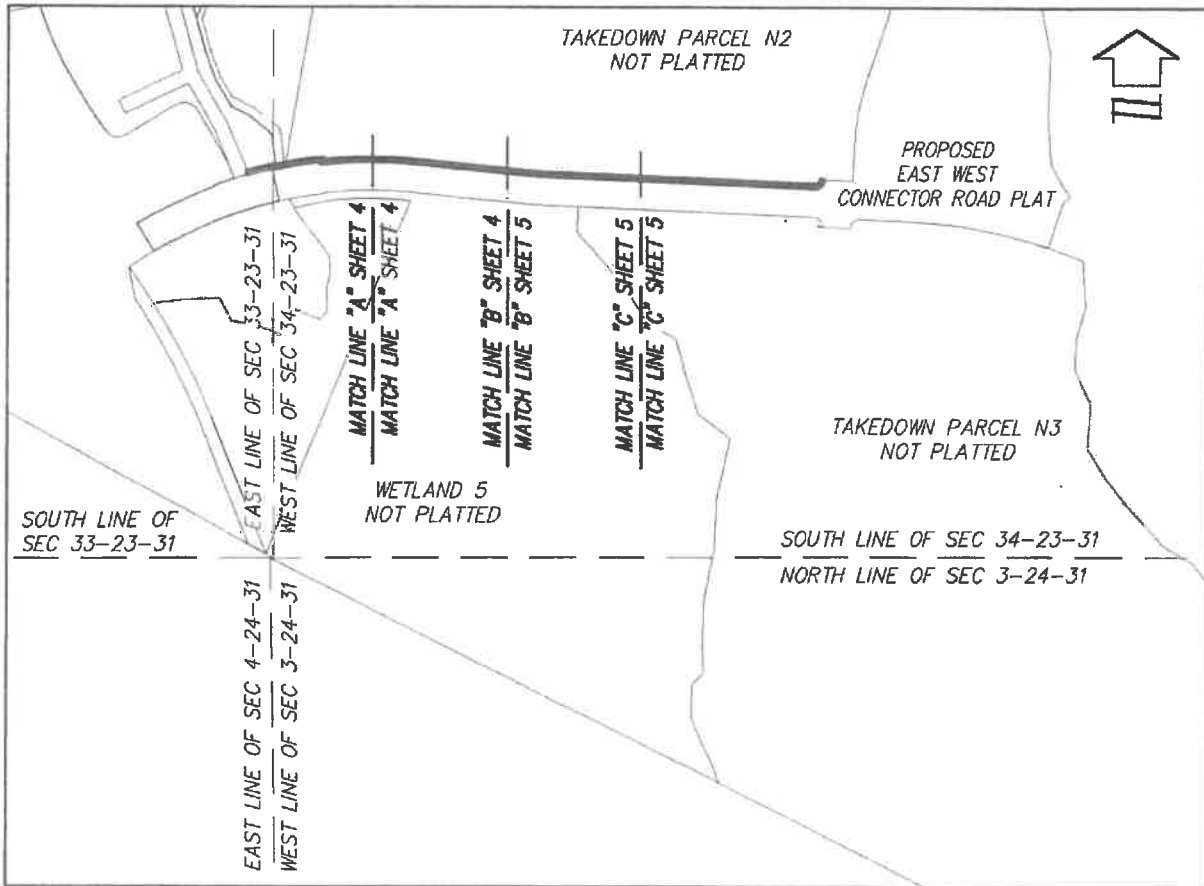 TAKEDOWN PARCEL N2
NOT PLATTED
PROPOSED
EAST WEST
CONNECTOR ROAD PLAT
EAST LINE OF SEC 33-23-31
WEST LINE OF SEC 34-23-31
MATCH LINE "A" SHEET 4
MATCH LINE "A" SHEET 4
MATCH LINE "B" SHEET 4
MATCH LINE "B" SHEET 5
MATCH LINE "C" SHEET 5
MATCH LINE "C" SHEET 5
TAKEDOWN PARCEL N3
NOT PLATTED
WETLAND 5
NOT PLATTED
SOUTH LINE OF
SEC 33-23-31
SOUTH LINE OF SEC 34-23-31
NORTH LINE OF SEC 3-24-31
EAST LINE OF SEC 4-24-31
WEST LINE OF SEC 3-24-31